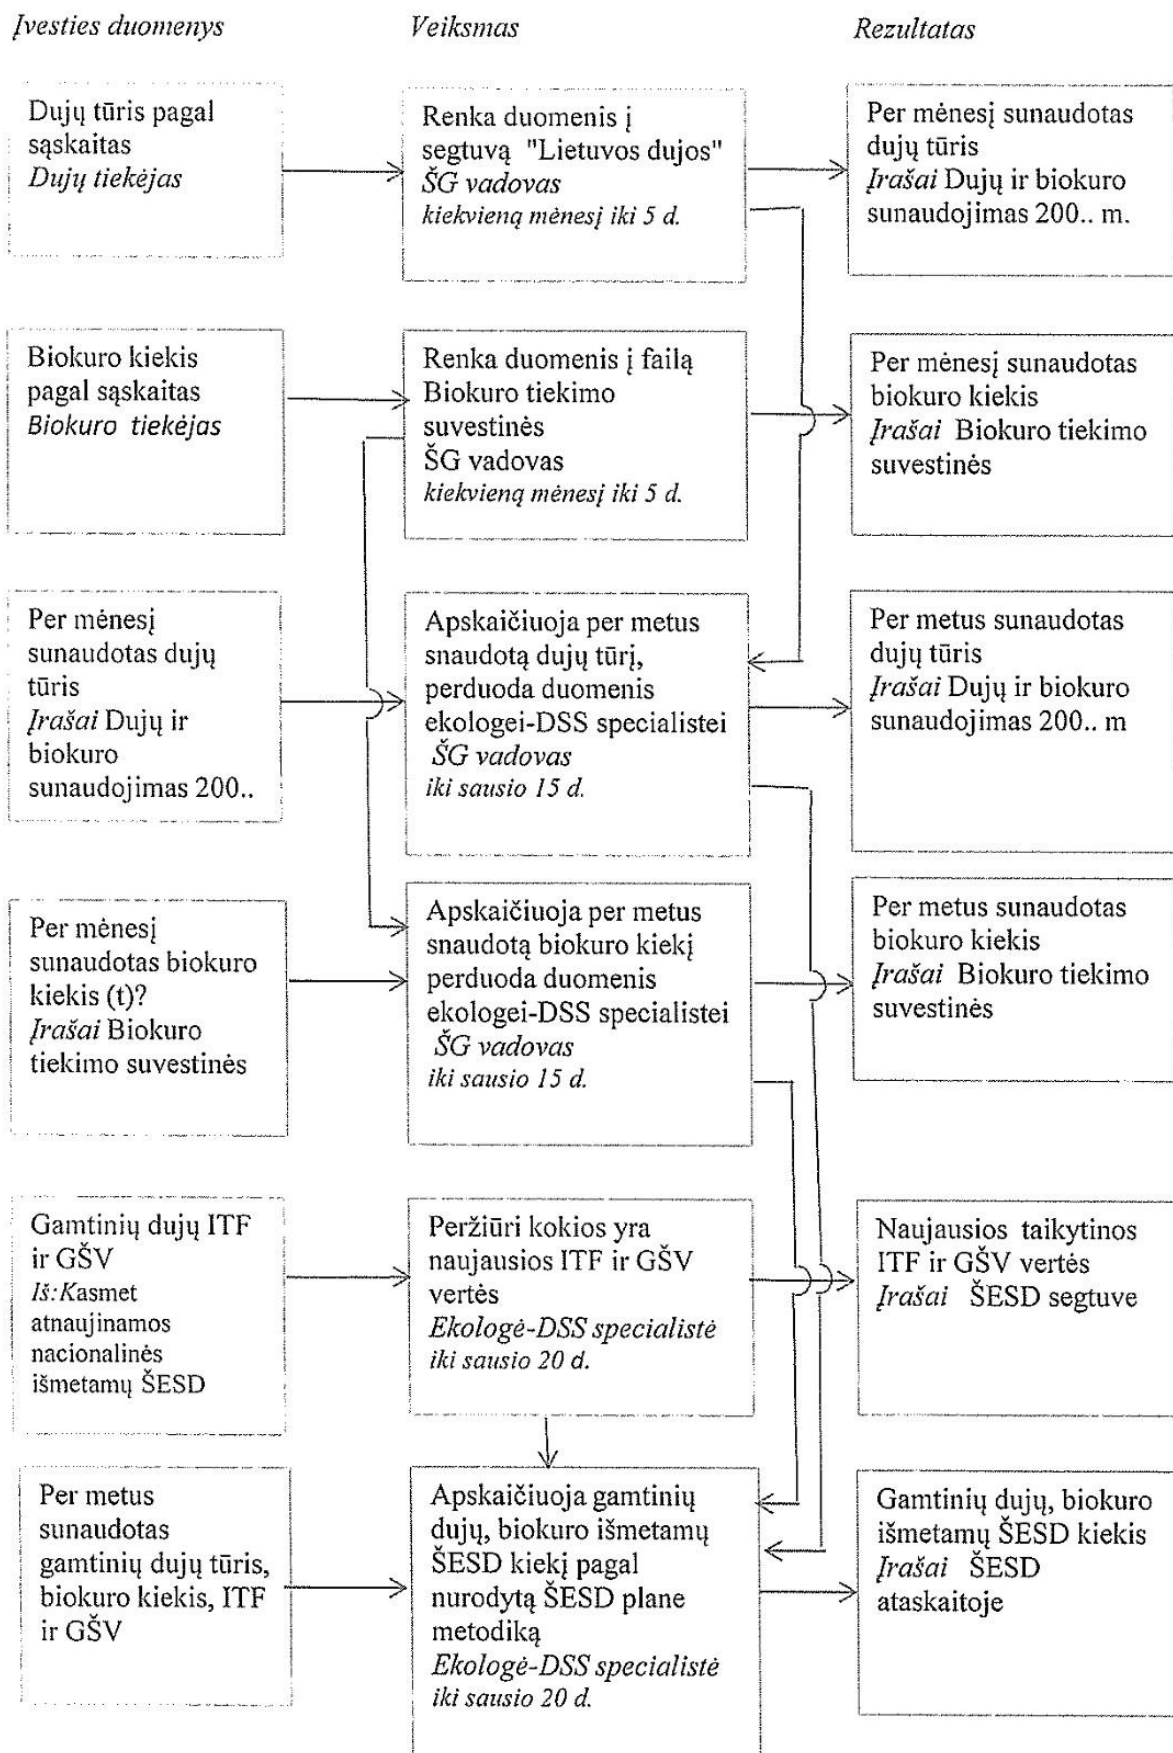 Įvesties duomenys
Veiksmas
Rezultatas
Dujų tūris pagal
sąskaitas
Dujų tiekėjas
Renka duomenis į
segtuvą "Lietuvos dujos"
ŠG vadovas
kiekvieną mėnesį iki 5 d.
Per mėnesį sunaudotas
dujų tūris
Įrašai Dujų ir biokuro
sunaudojimas 200.. m.
Biokuro kiekis
pagal sąskaitas
Biokuro tiekėjas
Renka duomenis į failą
Biokuro tiekimo
suvestinės
ŠG vadovas
kiekvieną mėnesį iki 5 d.
Per mėnesį sunaudotas
biokuro kiekis
Įrašai Biokuro tiekimo
suvestinės
Per mėnesį
sunaudotas dujų
tūris
Įrašai Dujų ir
biokuro
sunaudojimas 200..
Apskaičiuoja per metus
snaudotą dujų tūrį,
perduoda duomenis
ekologei-DSS specialistei
ŠG vadovas
iki sausio 15 d.
Per metus sunaudotas
dujų tūris
Įrašai Dujų ir biokuro
sunaudojimas 200.. m
Per mėnesį
sunaudotas biokuro
kiekis (t)?
Įrašai Biokuro
tiekimo suvestinės
Apskaičiuoja per metus
snaudotą biokuro kiekį
perduoda duomenis
ekologei-DSS specialistei
ŠG vadovas
iki sausio 15 d.
Per metus sunaudotas
biokuro kiekis
Įrašai Biokuro tiekimo
suvestinės
Gamtinių dujų ITF
ir GŠV
Iš:Kasmet
atnaujinamos
nacionalinės
išmetamų ŠESD
Peržiūri kokios yra
naujausios ITF ir GŠV
vertės
Ekologė-DSS specialistė
iki sausio 20 d.
Naujausios taikytinos
ITF ir GŠV vertės
Įrašai ŠESD segtuve
Per metus
sunaudotas
gamtinių dujų tūris,
biokuro kiekis, ITF
ir GŠV
Apskaičiuoja gamtinių
dujų, biokuro išmetamų
ŠESD kiekį pagal
nurodytą ŠESD plane
metodiką
Ekologė-DSS specialistė
iki sausio 20 d.
Gamtinių dujų, biokuro
išmetamų ŠESD kiekis
Įrašai ŠESD
ataskaitoje